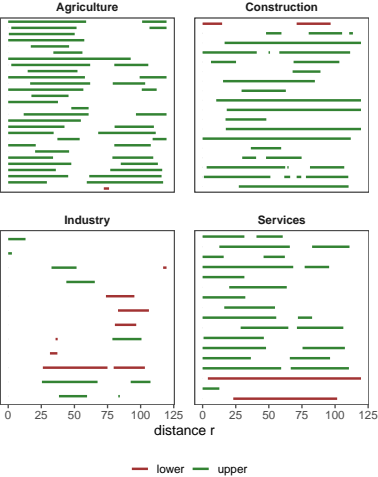 Agriculture
Construction
Industry
Services
0 25 50 75 100 125
0 25 50 75 100 125
distance r
lower upper